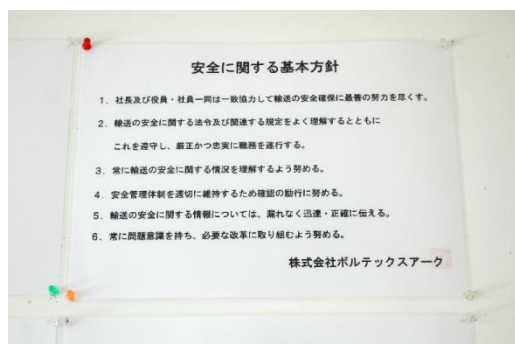 安全に関する基本方針
1. 社長及び役員・社員一同は一致協力して輸送の安全確保に最善の努力を尽くす。
2. 輸送の安全に関する法令及び関連する規定をよく理解するとともに
これを遵守し、厳正かつ忠実に職務を遂行する。
3. 常に輸送の安全に関する情況を理解するよう努める。
4. 安全管理体制を適切に維持するため確認の励行に努める。
5. 輸送の安全に関する情報については、漏れなく迅速・正確に伝える。
6. 常に問題意識を持ち、必要な改革に取り組むよう努める。
株式会社ボルテックスアーク